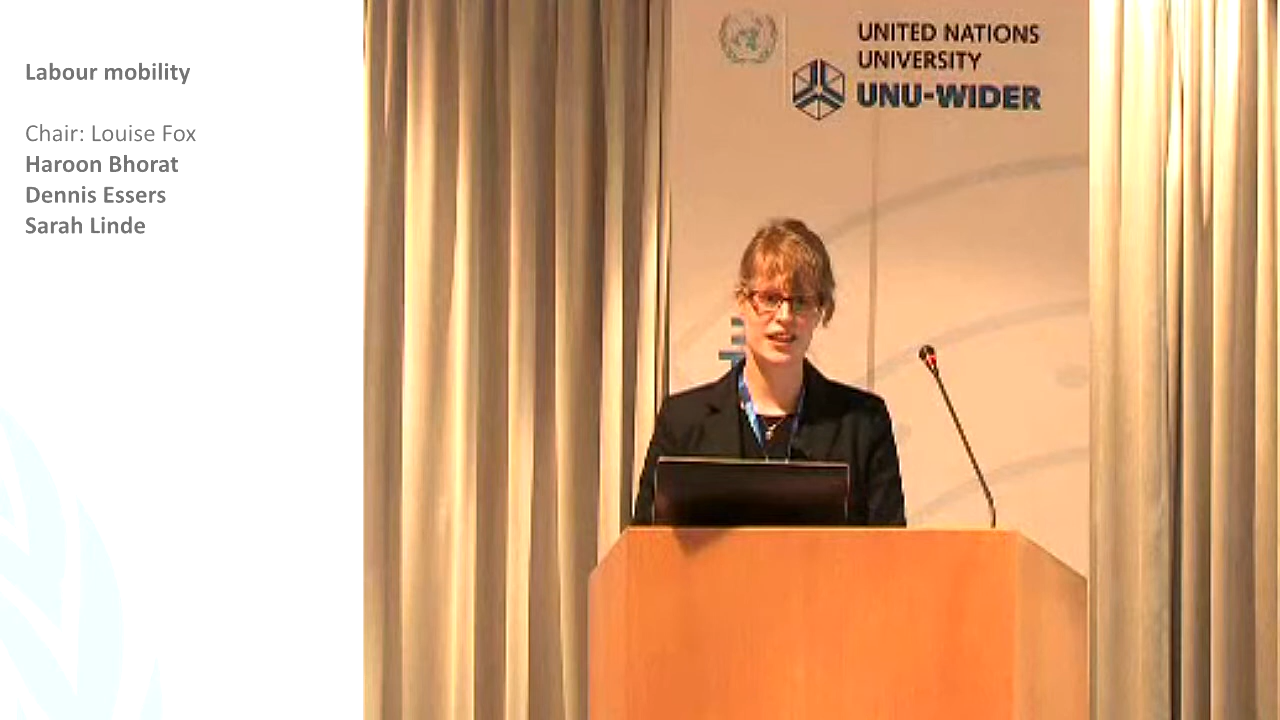 Labour mobility
Chair: Louise Fox
Haroon Bhorat
Dennis Essers
Sarah Linde
UNITED NATIONS
UNIVERSITY
UNU-WIDER